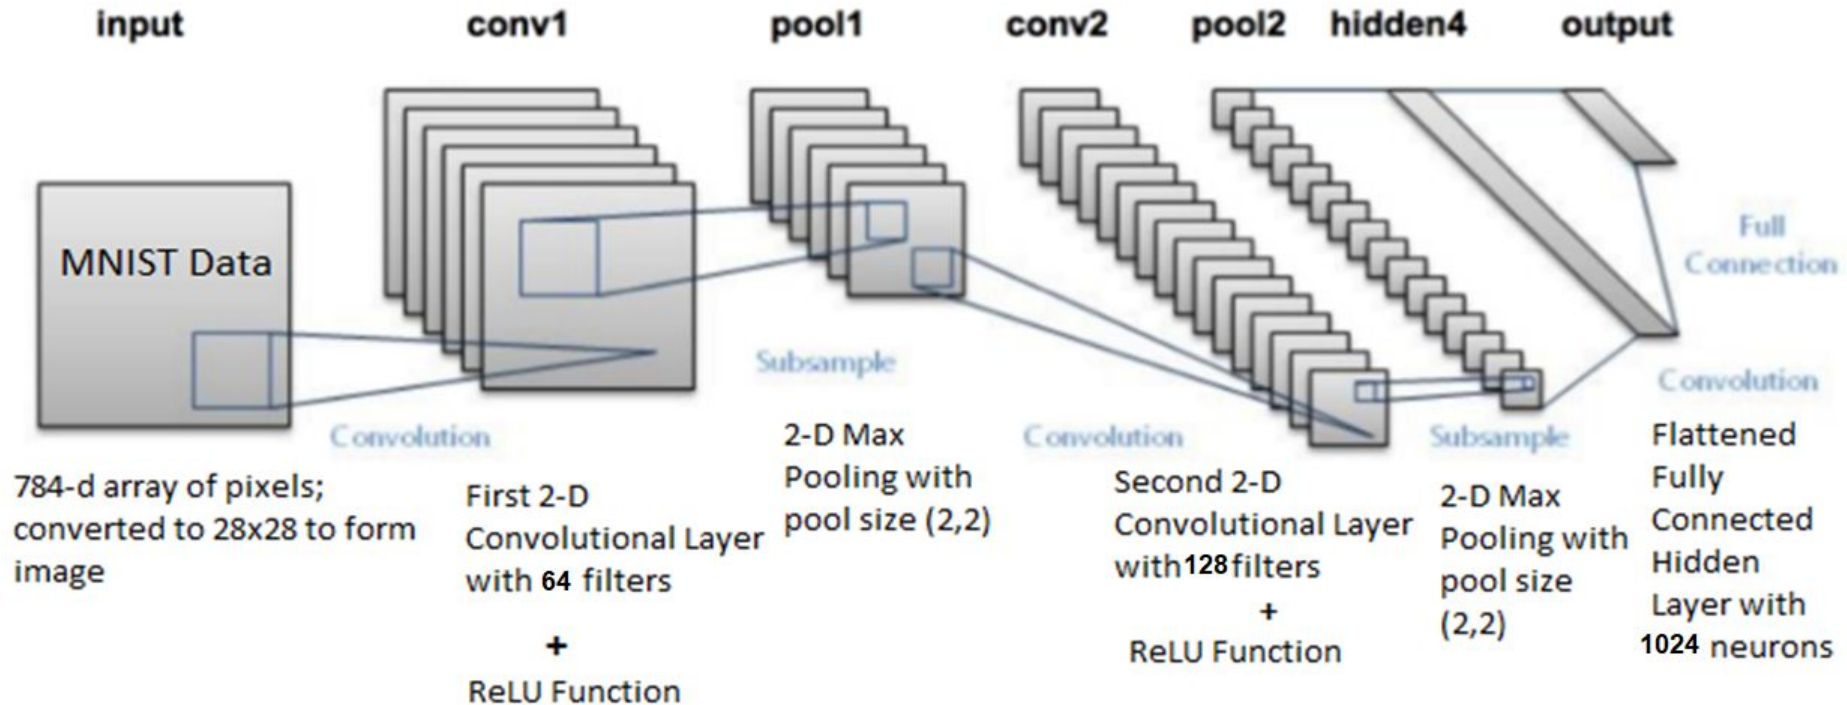 input
conv1
pool1
conv2
pool2
hidden4
output
MNIST Data
Convolution
Subsample
Convolution
Subsample
Full
Connection
Convolution
784-d array of pixels;
converted to 28x28 to form
image
First 2-D
Convolutional Layer
with 64 filters
+
ReLU Function
2-D Max
Pooling with
pool size (2,2)
Second 2-D
Convolutional Layer
with 128 filters
+
ReLU Function
2-D Max
Pooling with
pool size
(2,2)
Flattened
Fully
Connected
Hidden
Layer with
1024 neurons